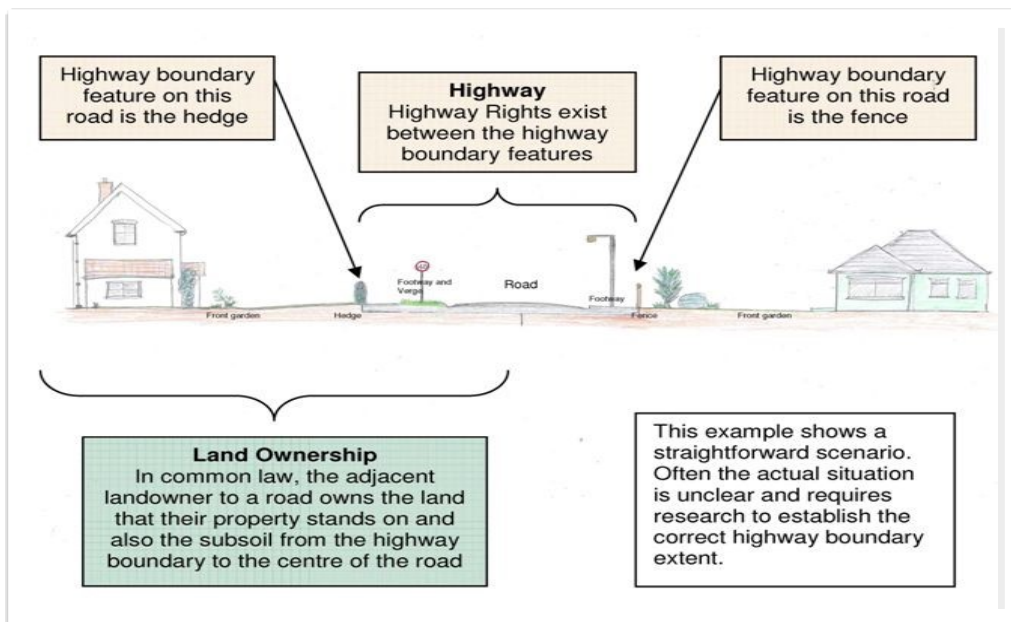 Highway boundary
feature on this
road is the hedge
Highway
Highway Rights exist
between the highway
boundary features
Highway boundary
feature on this road
is the fence
40
Footway and
Verge
Road
Footway
Front garden
Hedge
Fence
Front garden
Land Ownership
In common law, the adjacent
landowner to a road owns the land
that their property stands on and
also the subsoil from the highway
boundary to the centre of the road
This example shows a
straightforward scenario.
Often the actual situation
is unclear and requires
research to establish the
correct highway boundary
extent.